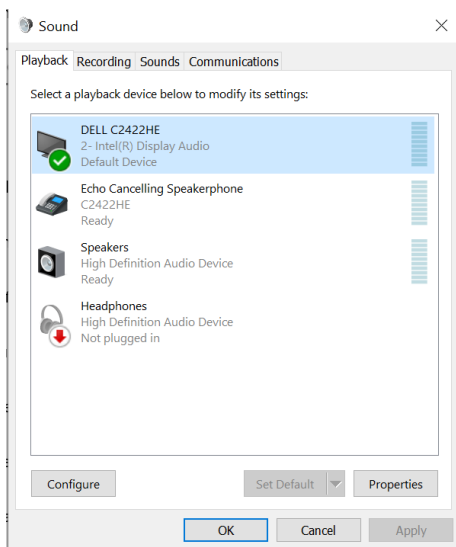 Sound
Playback Recording Sounds Communications
Select a playback device below to modify its settings:
DELL C2422HE
2- Intel(R) Display Audio
Default Device
Echo Cancelling Speakerphone
C2422HE
Ready
Speakers
High Definition Audio Device
Ready
Headphones
High Definition Audio Device
Not plugged in
Configure Set Default Properties
OK Cancel Apply